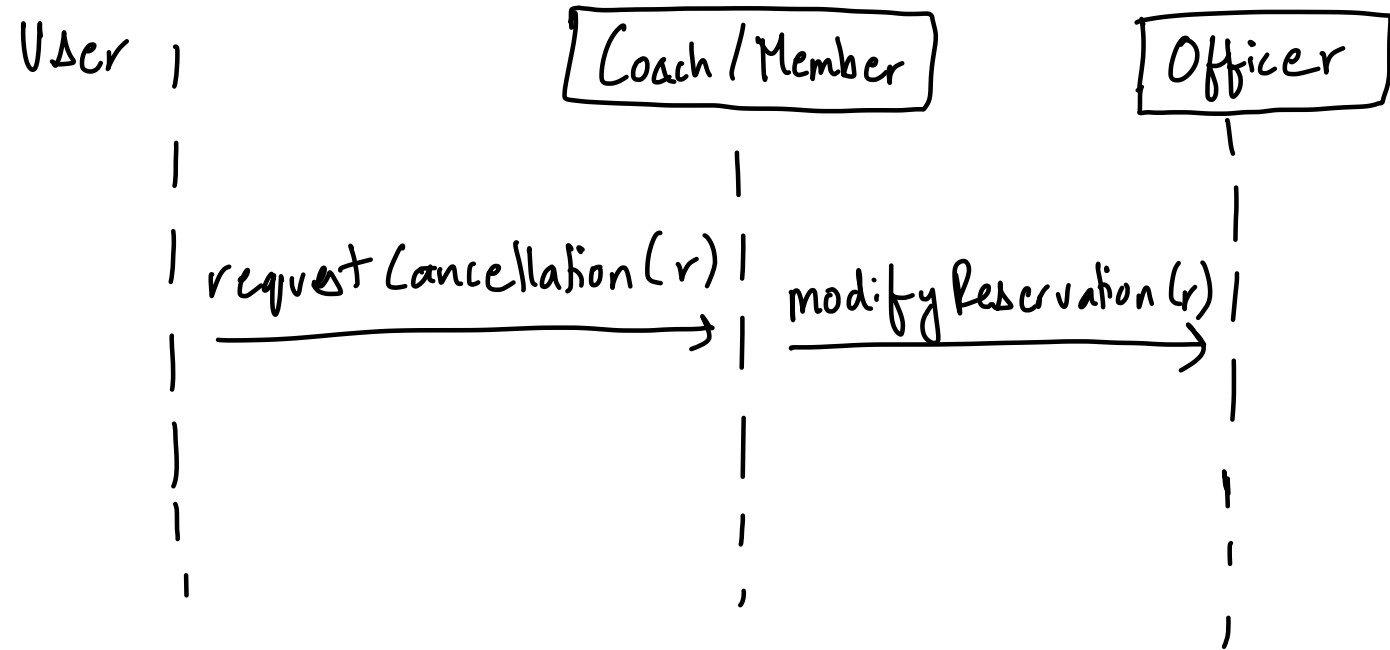 User
Coach/Member
Officer
requestCancellation(r)
modifyReservation(r)